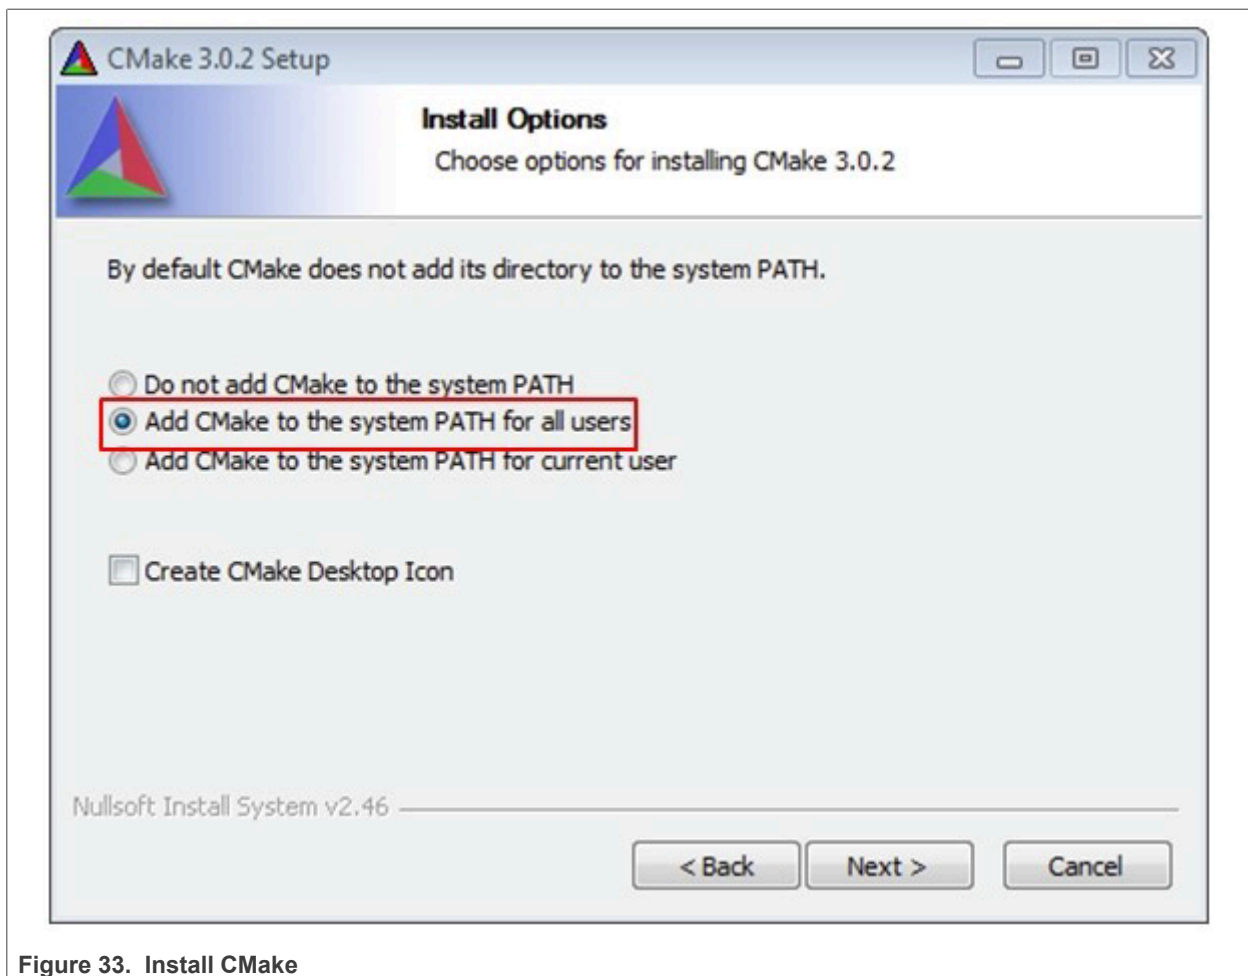 CMake 3.0.2 Setup
Install Options
Choose options for installing CMake 3.0.2
By default CMake does not add its directory to the system PATH.
Do not add CMake to the system PATH
Add CMake to the system PATH for all users
Add CMake to the system PATH for current user
Create CMake Desktop Icon
Nullsoft Install System v2.46
< Back Next > Cancel
Figure 33. Install CMake